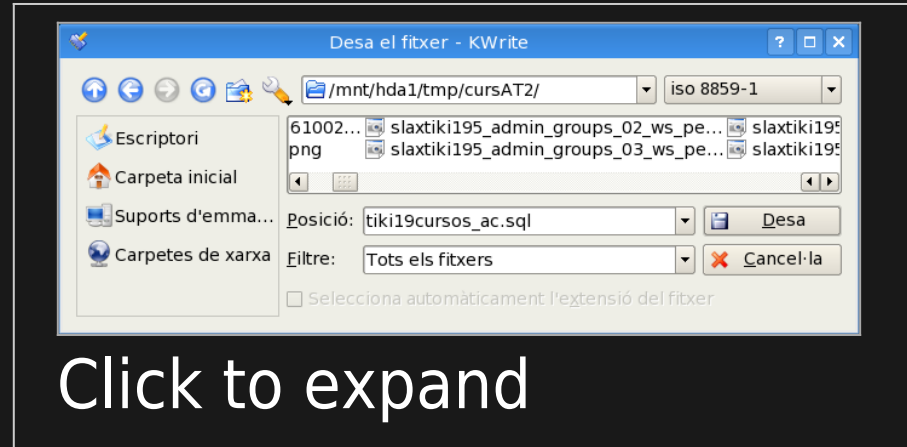 Desa el fitxer - KWrite
/mnt/hda1/tmp/cursAT2/ iso 8859-1
Escriptori
Carpeta inicial
Suports d'emma...
Carpetes de xarxa
61002... slaxtiki195_admin_groups_02_ws_pe... slaxtiki195
png slaxtiki195_admin_groups_03_ws_pe... slaxtiki195
Posició: tiki19cursos_ac.sql Desa
Filtre: Tots els fitxers Cancel·la
Selecciona automàticament l'extensió del fitxer
Click to expand